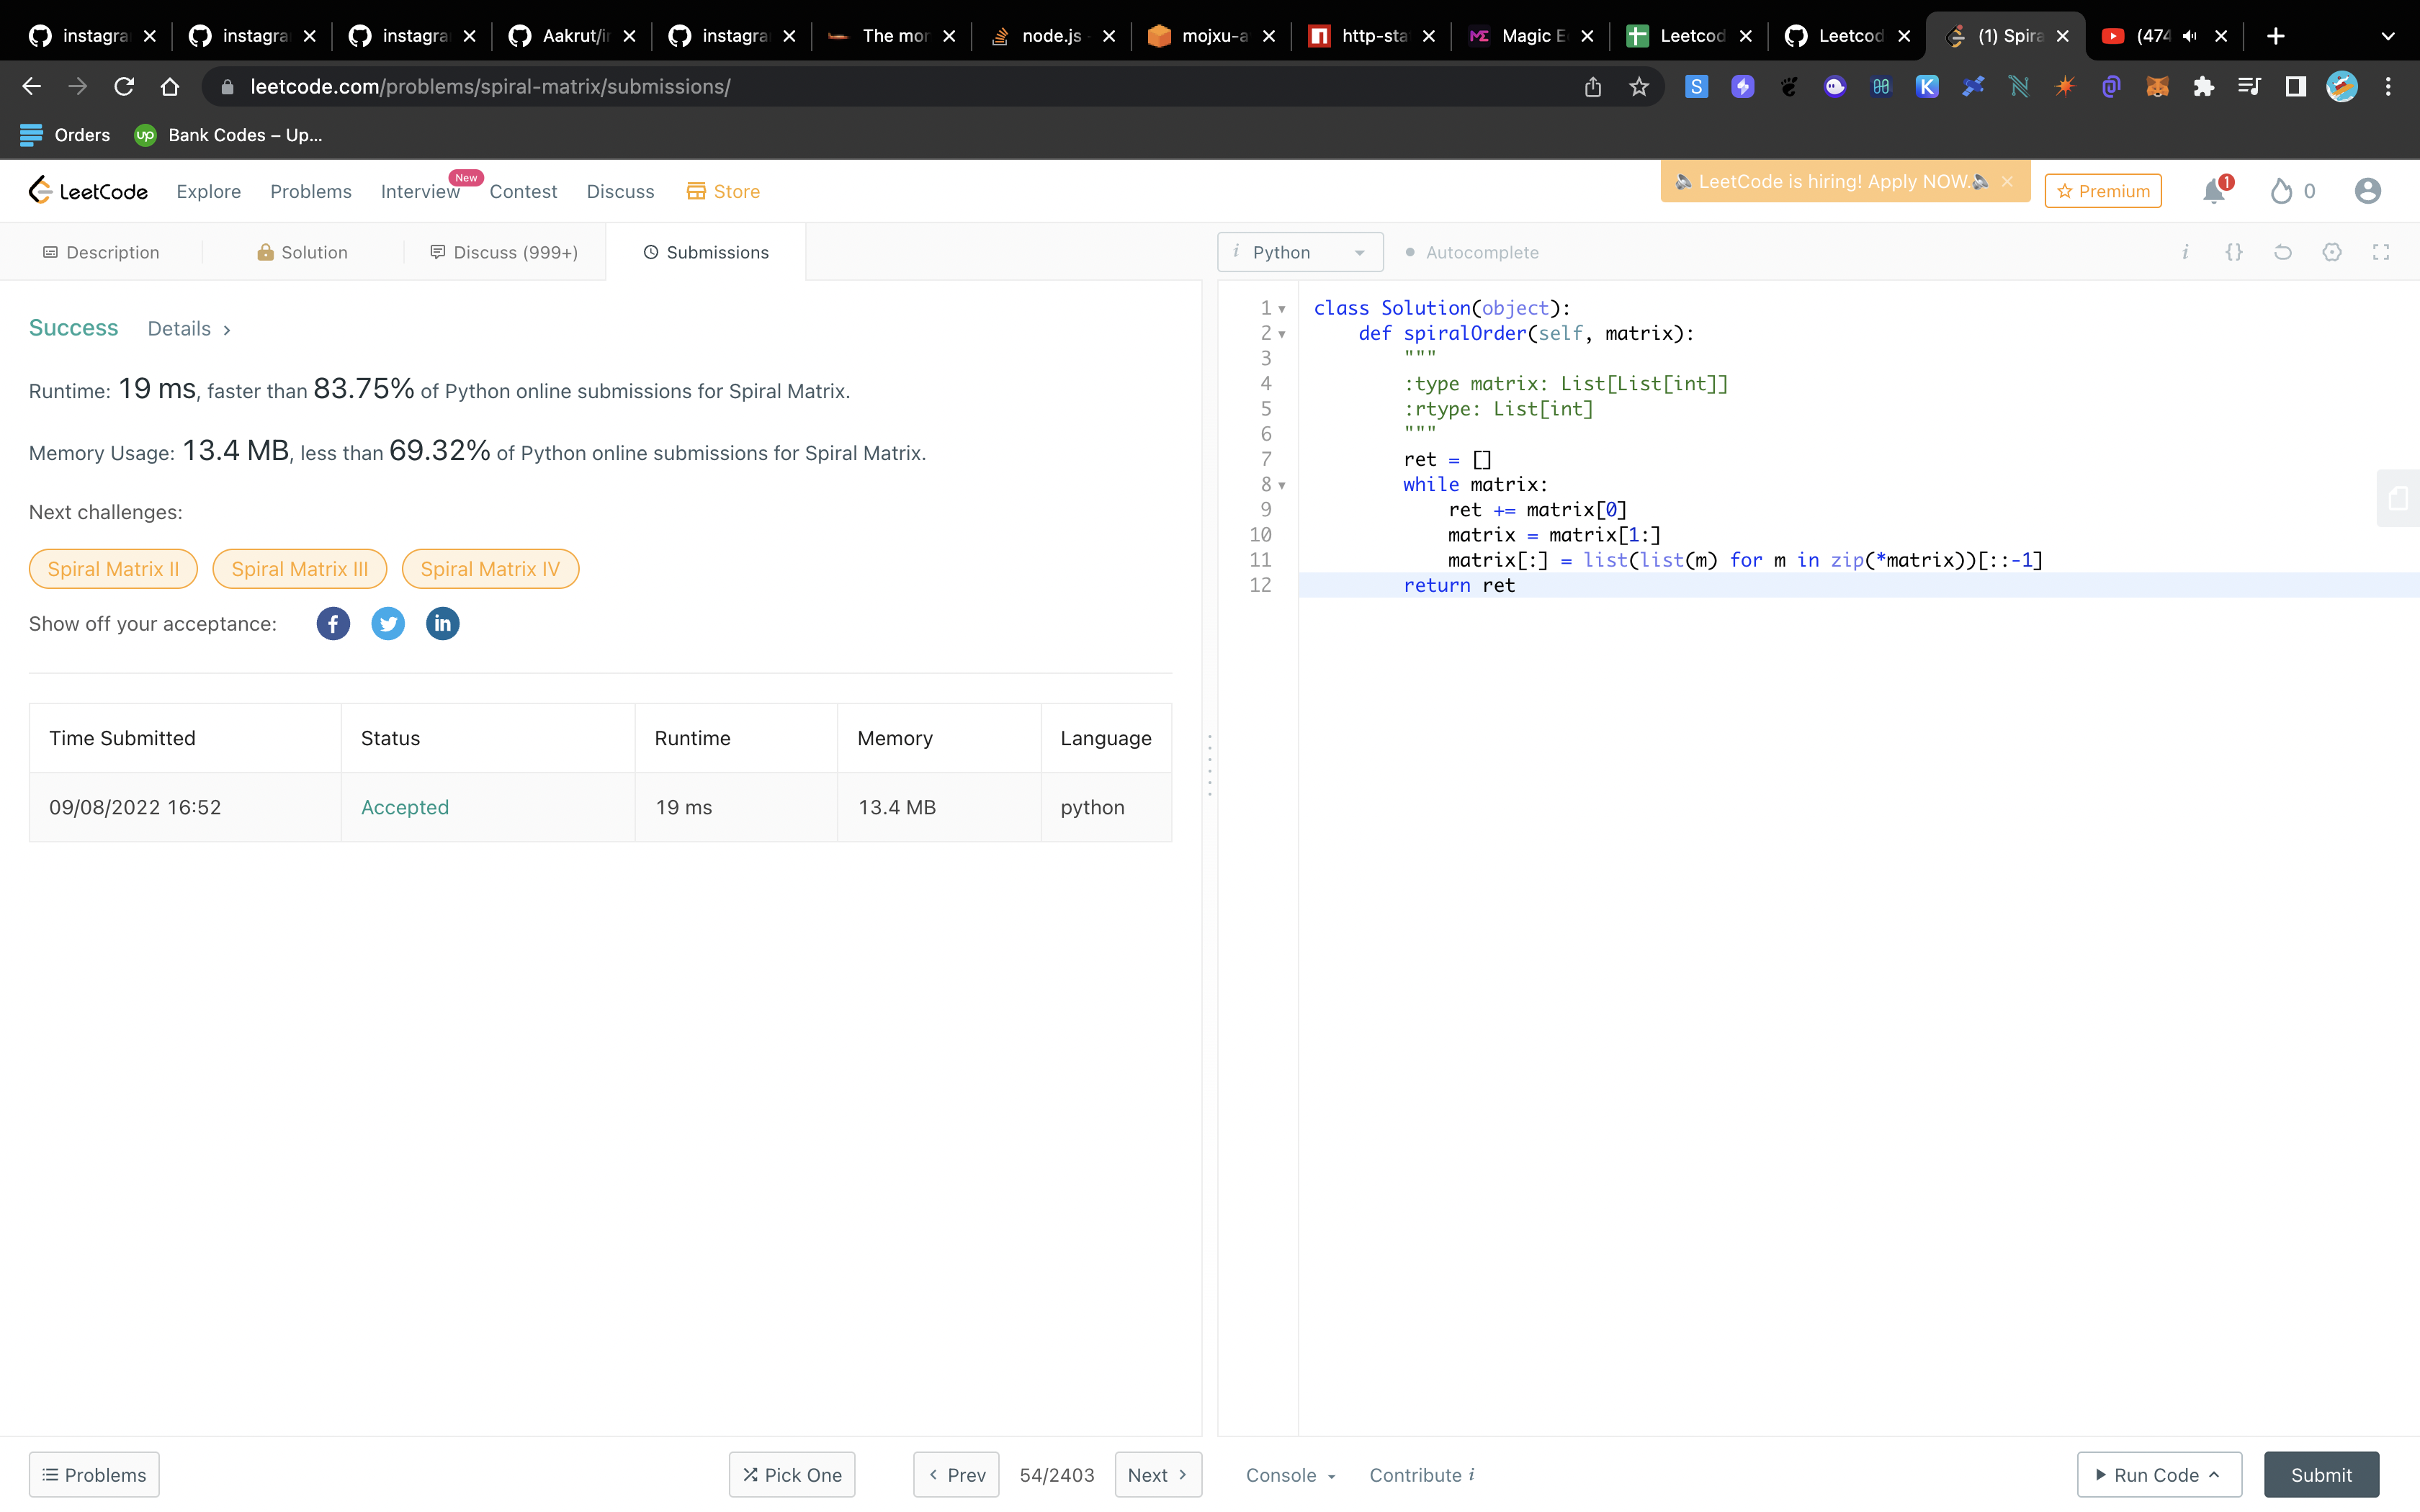 instagra
instagra
instagra
Aakrut/i
instagra
The mor
node.js
mojxu-a
http-sta
Magic E
Leetcod
Leetcod
(1) Spira
(474
leetcode.com/problems/spiral-matrix/submissions/
Orders
Bank Codes – Up...
LeetCode
Explore
Problems
Interview
New
Contest
Discuss
Store
LeetCode is hiring! Apply NOW.
Premium
1
0
Description
Solution
Discuss (999+)
Submissions
i Python
Autocomplete
i {}
Success Details >
Runtime: 19 ms, faster than 83.75% of Python online submissions for Spiral Matrix.
Memory Usage: 13.4 MB, less than 69.32% of Python online submissions for Spiral Matrix.
Next challenges:
Spiral Matrix II
Spiral Matrix III
Spiral Matrix IV
Show off your acceptance:
Time Submitted Status Runtime Memory Language
09/08/2022 16:52 Accepted 19 ms 13.4 MB python
1 class Solution(object):
2 def spiralOrder(self, matrix):
3 """
4 :type matrix: List[List[int]]
5 :rtype: List[int]
6 """
7 ret = []
8 while matrix:
9 ret += matrix[0]
10 matrix = matrix[1:]
11 matrix[:] = list(list(m) for m in zip(*matrix))[::-1]
12 return ret
Problems
Pick One
< Prev
54/2403
Next >
Console
Contribute i
Run Code
Submit